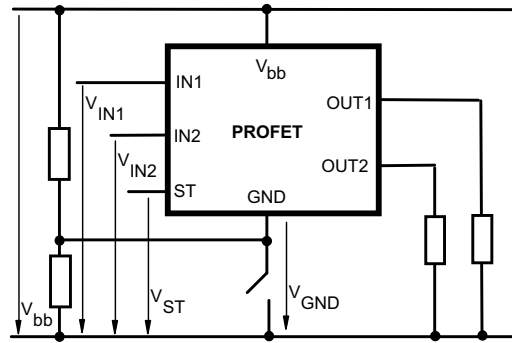 V_bb
IN1
OUT1
V_IN1
IN2
PROFET
OUT2
V_IN2
ST
GND
V_bb
V_ST
V_GND